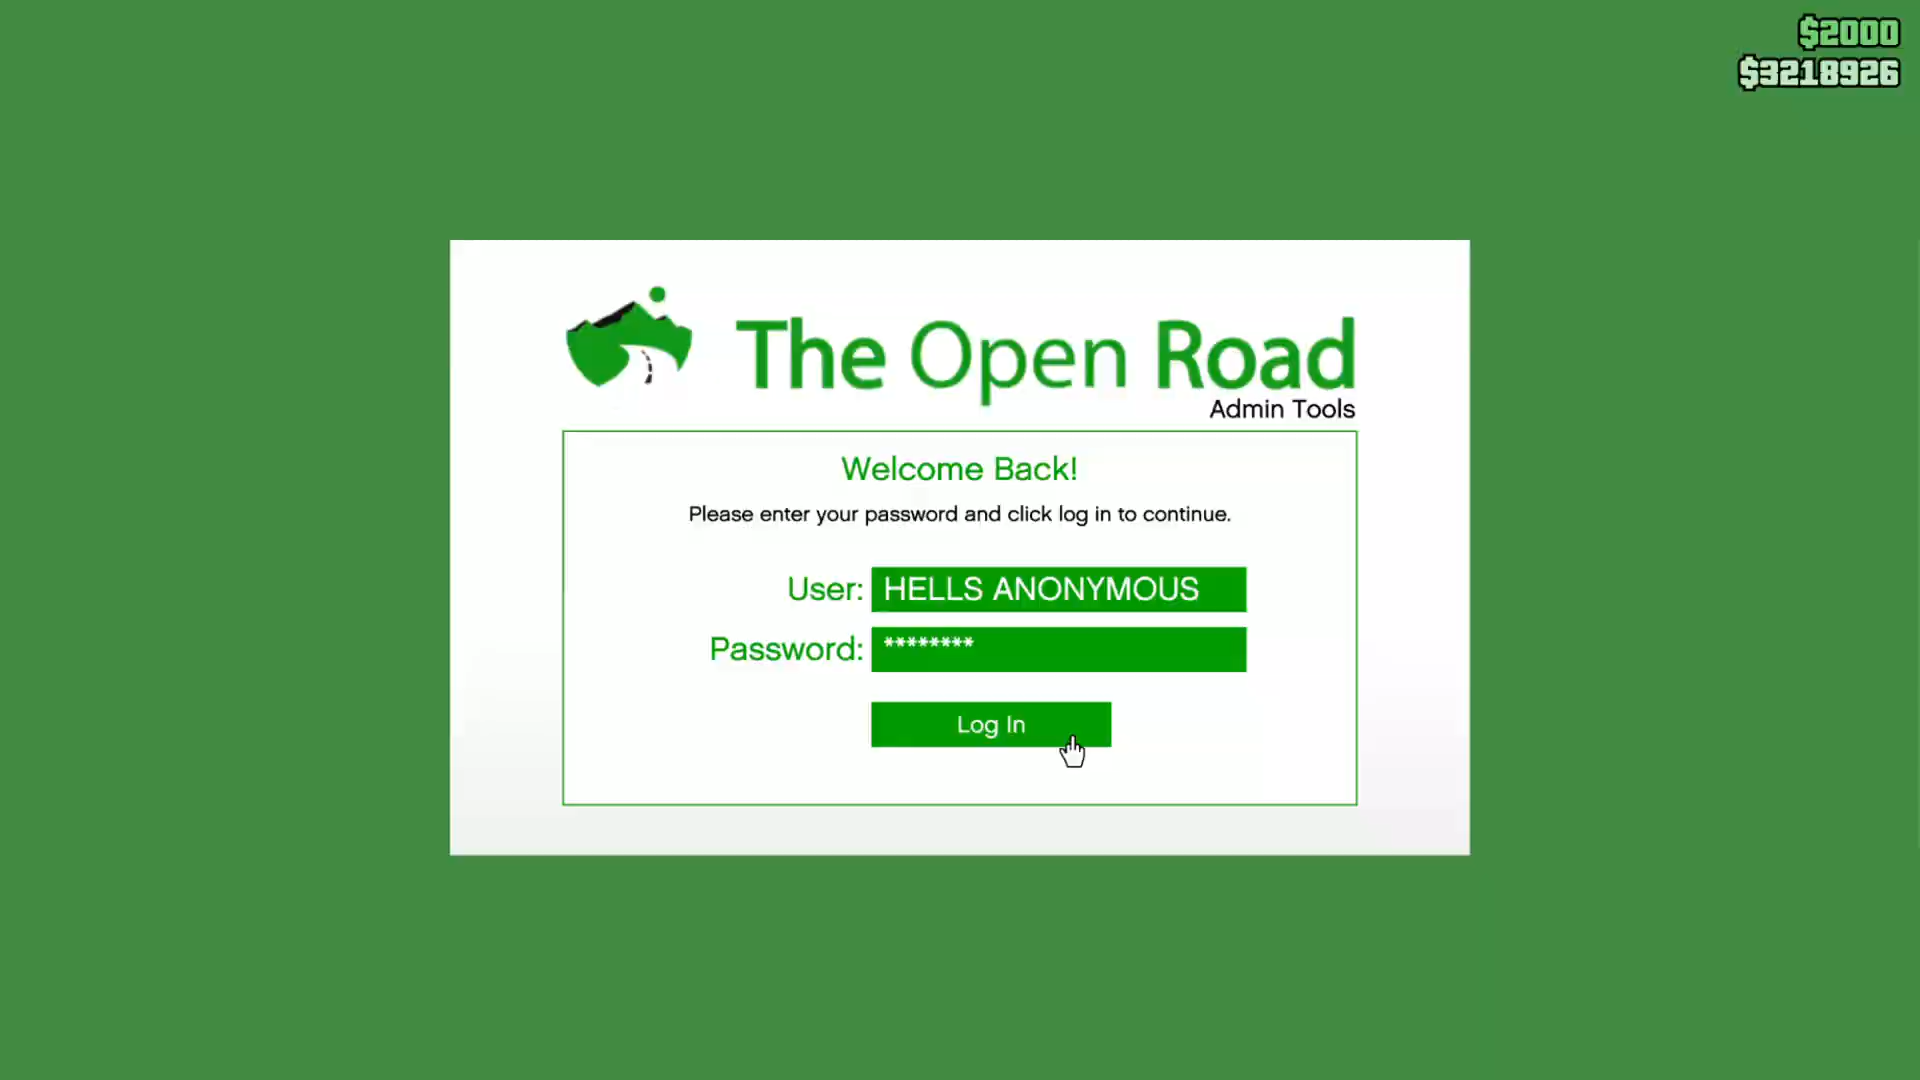 $2000
$3218926
The Open Road
Admin Tools
Welcome Back!
Please enter your password and click log in to continue.
User: HELLS ANONYMOUS
Password: ********
Log In